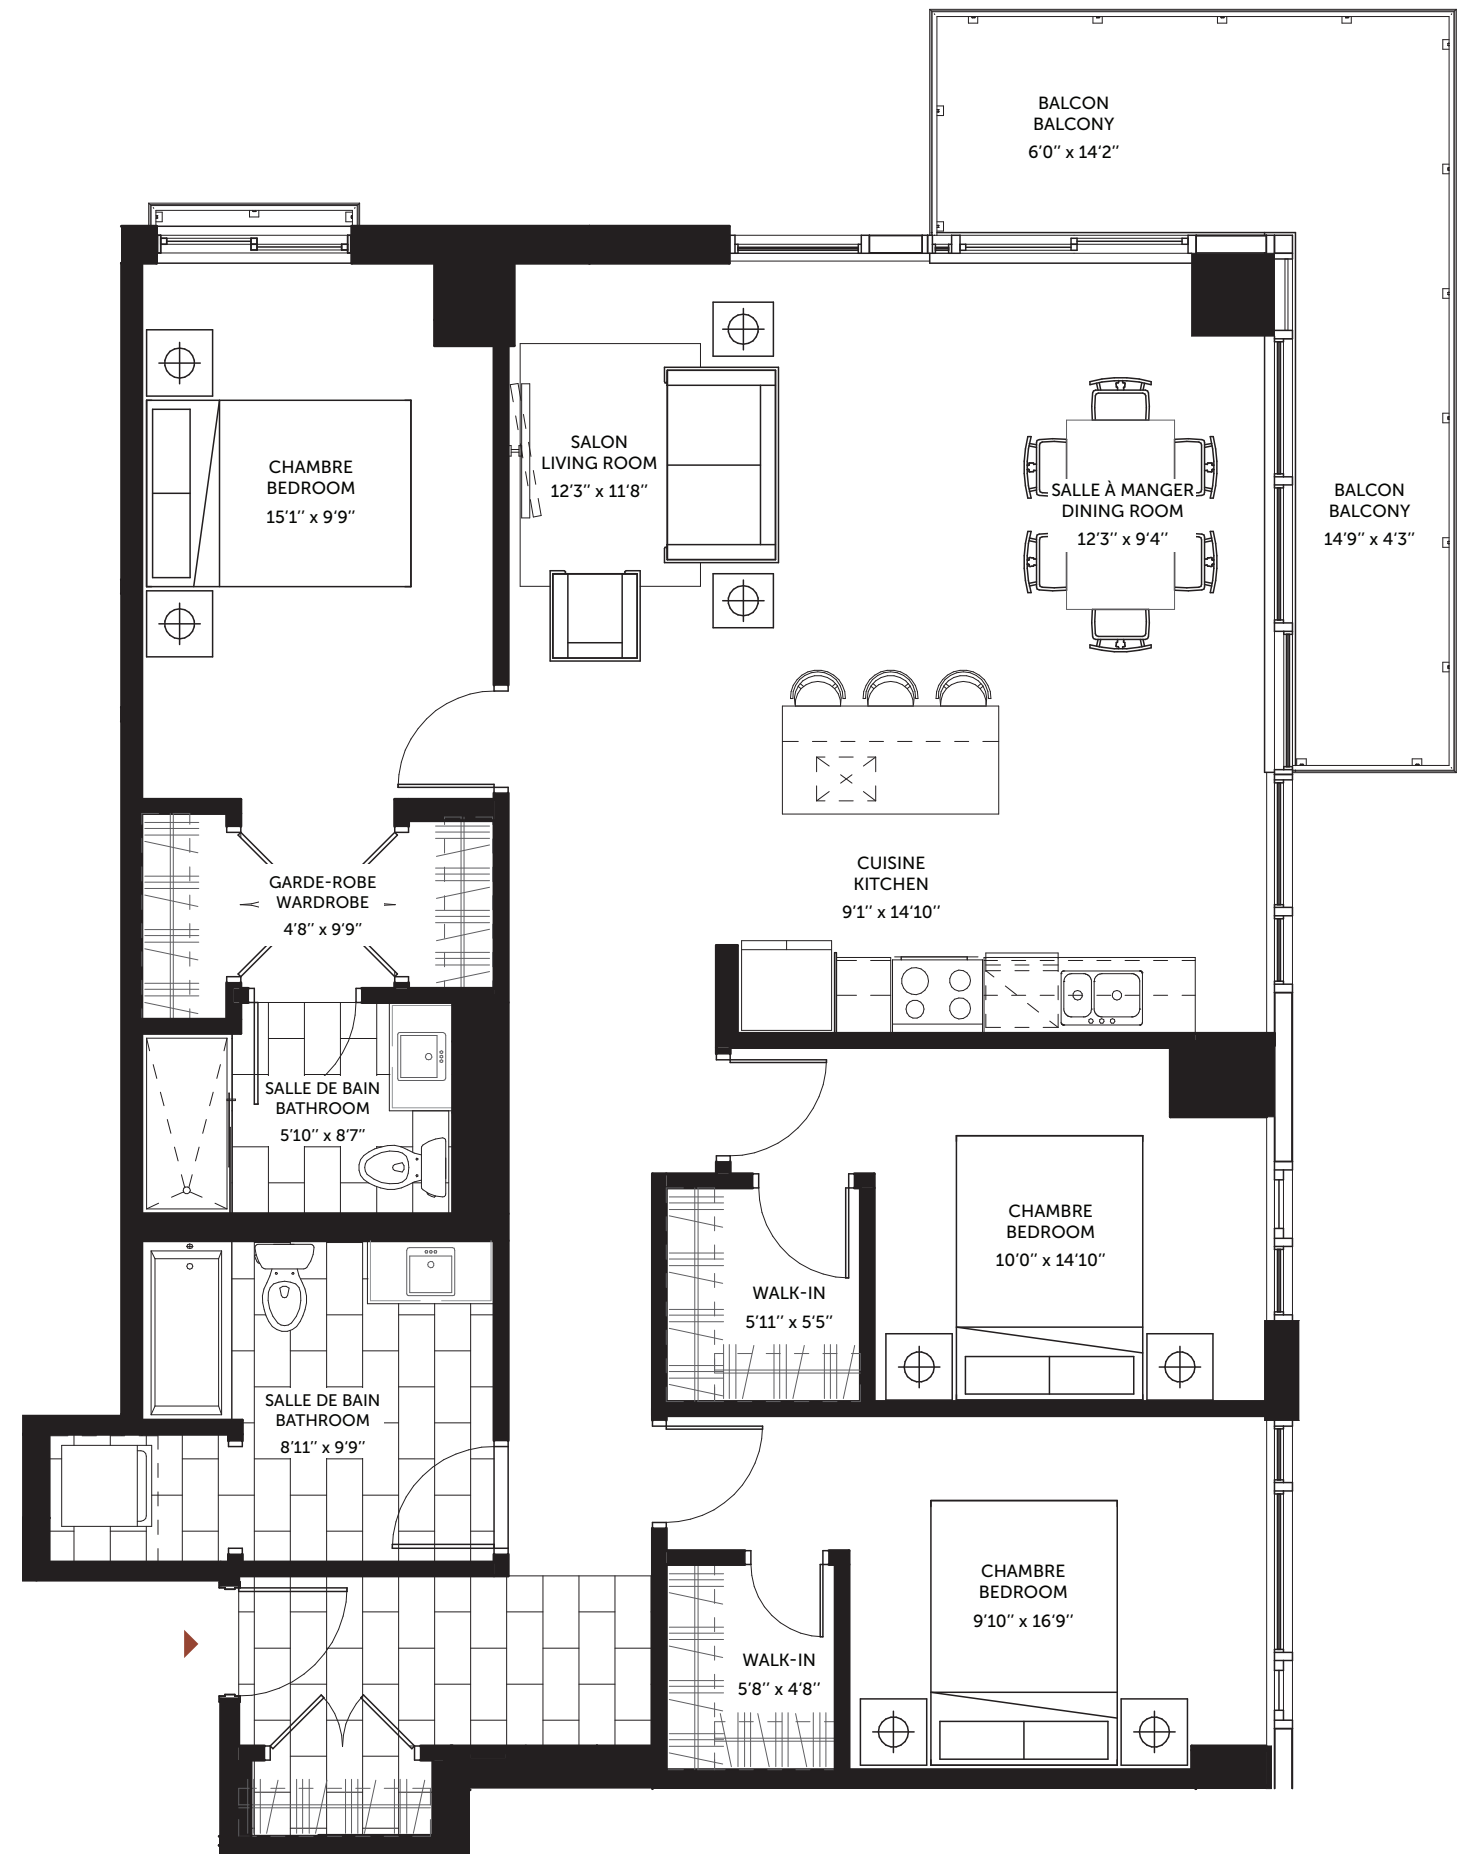 BALCON
BALCONY
6'0'' x 14'2''
CHAMBRE
BEDROOM
15'1'' x 9'9''
SALON
LIVING ROOM
12'3'' x 11'8''
SALLE À MANGER
DINING ROOM
12'3'' x 9'4''
BALCON
BALCONY
14'9'' x 4'3''
GARDE-ROBE
WARDROBE
4'8'' x 9'9''
CUISINE
KITCHEN
9'1'' x 14'10''
SALLE DE BAIN
BATHROOM
5'10'' x 8'7''
CHAMBRE
BEDROOM
10'0'' x 14'10''
WALK-IN
5'11'' x 5'5''
SALLE DE BAIN
BATHROOM
8'11'' x 9'9''
CHAMBRE
BEDROOM
9'10'' x 16'9''
WALK-IN
5'8'' x 4'8''